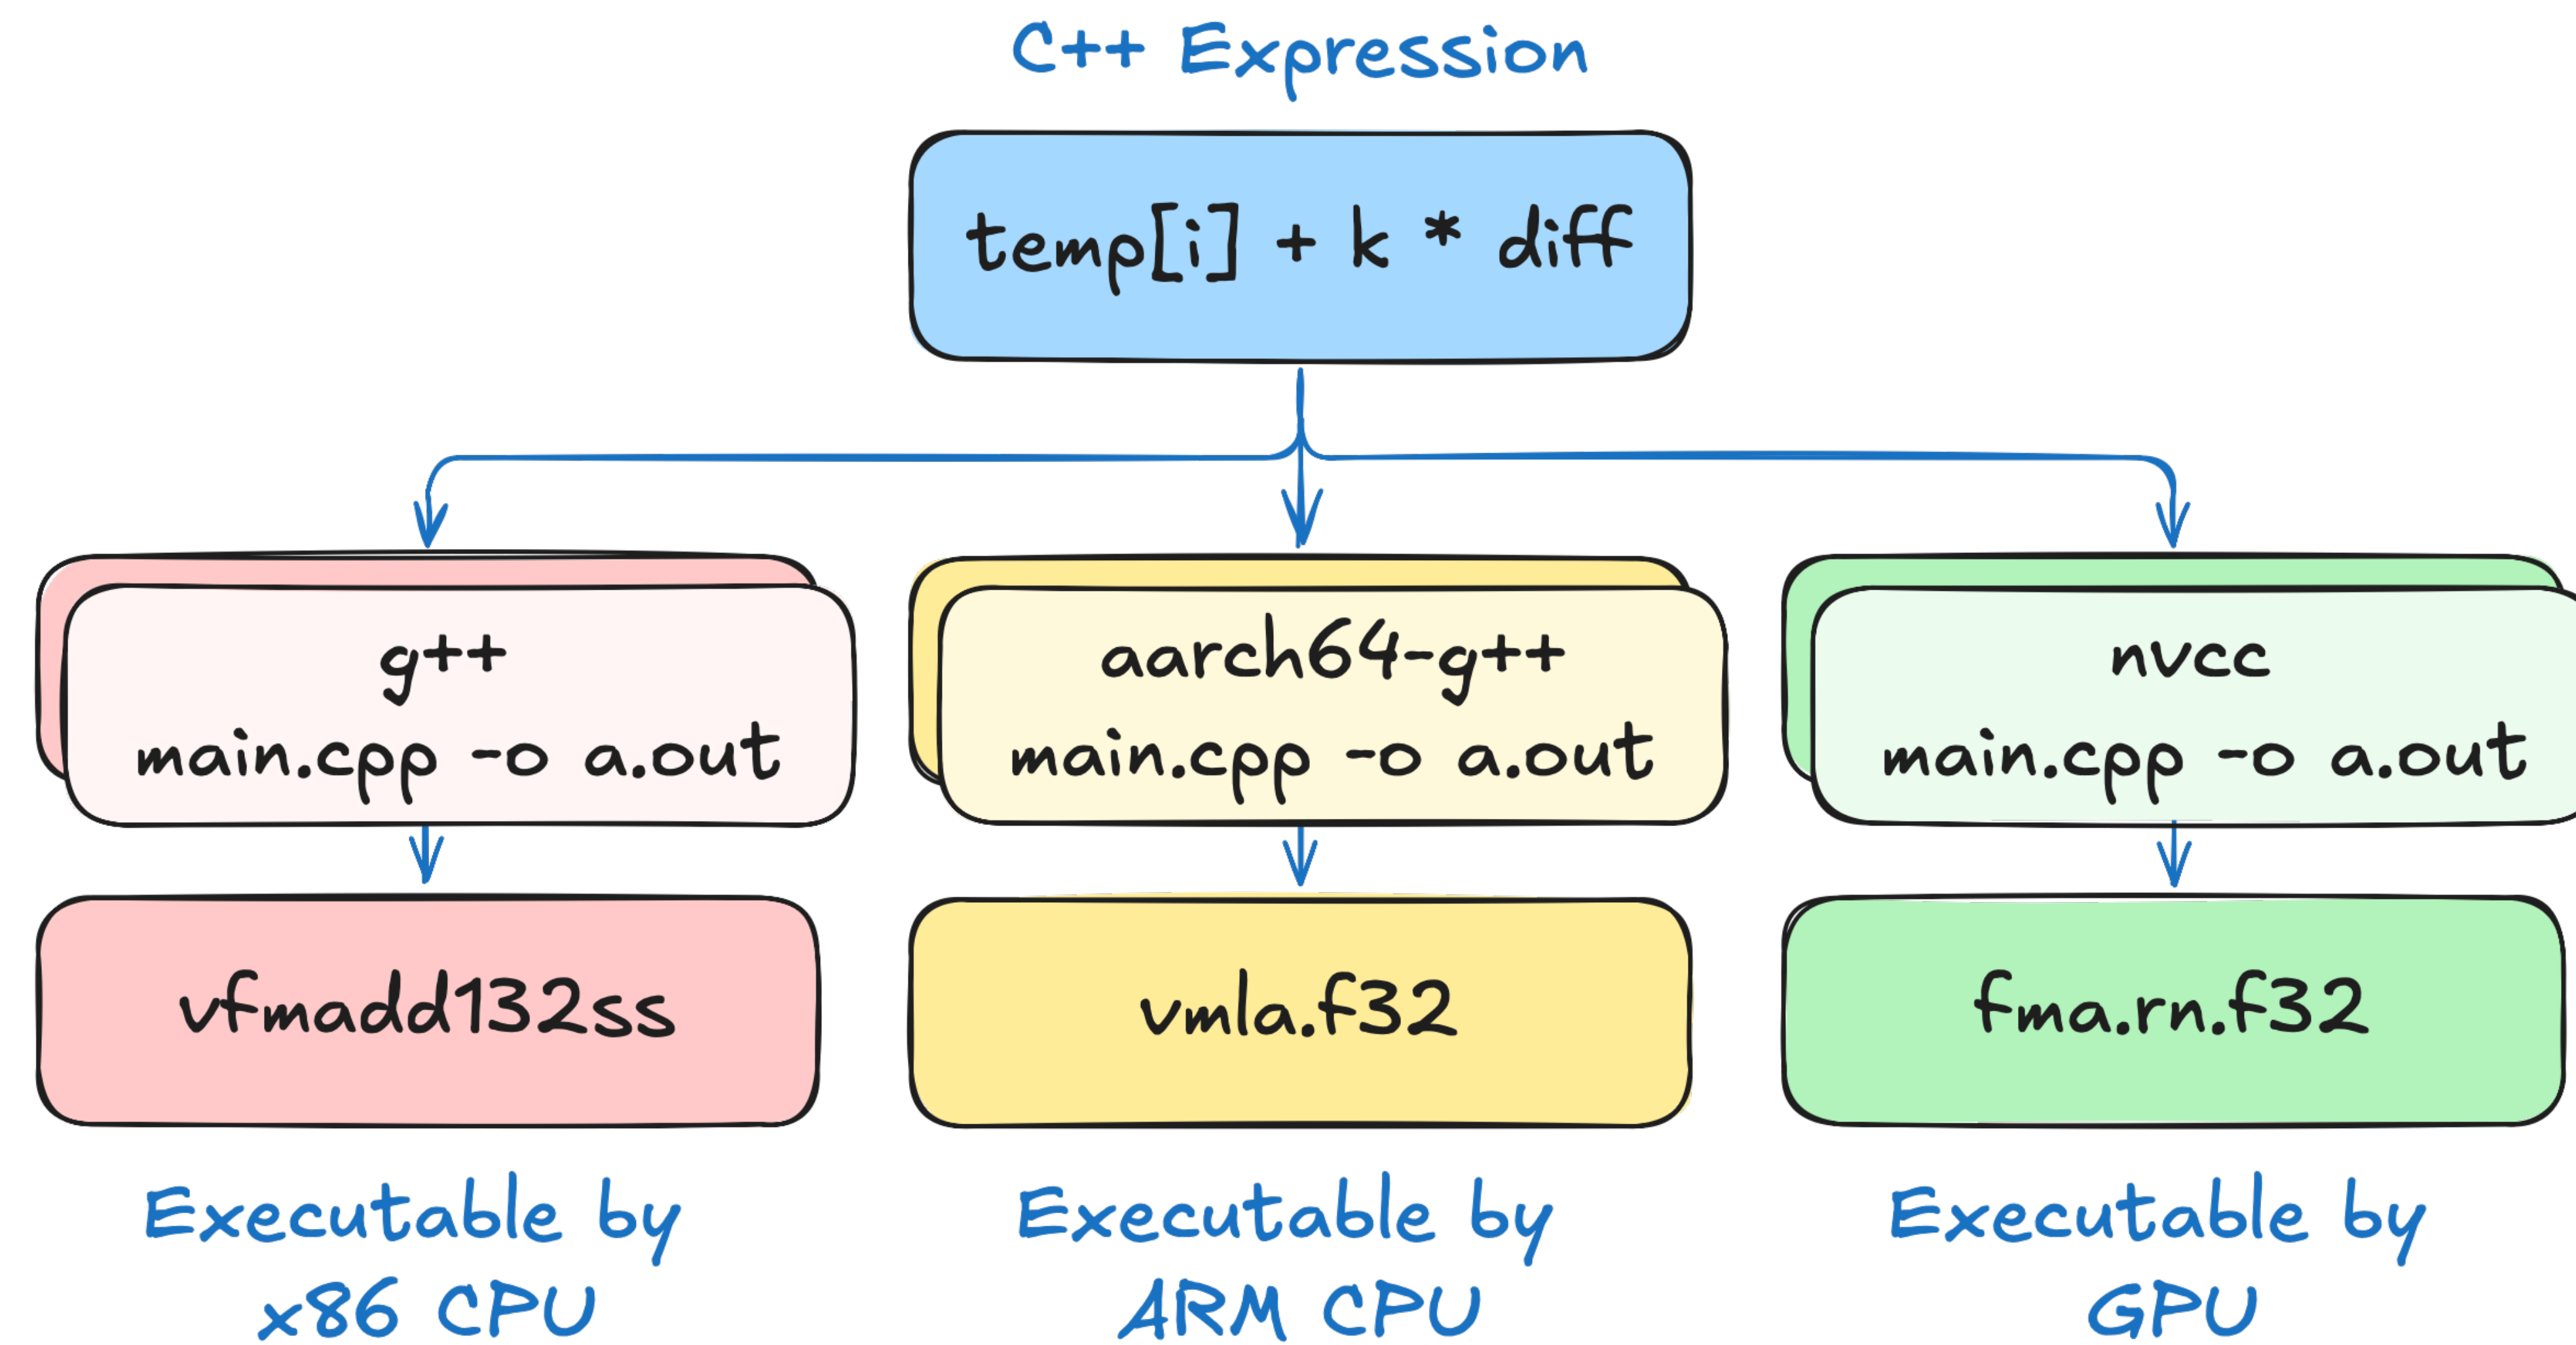 C++ Expression
temp[i] + k * diff
g++
main.cpp -o a.out
aarch64-g++
main.cpp -o a.out
nvcc
main.cpp -o a.out
vfmadd132ss
vmla.f32
fma.rn.f32
Executable by
x86 CPU
Executable by
ARM CPU
Executable by
GPU